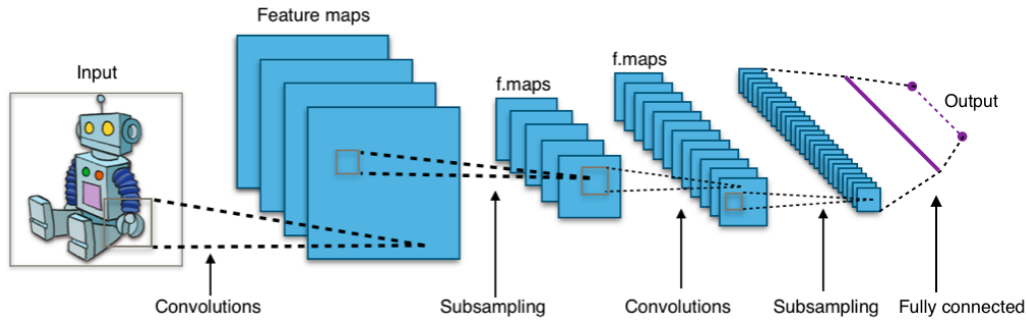 Feature maps
Input
f.maps
f.maps
Output
Convolutions
Subsampling
Convolutions
Subsampling
Fully connected